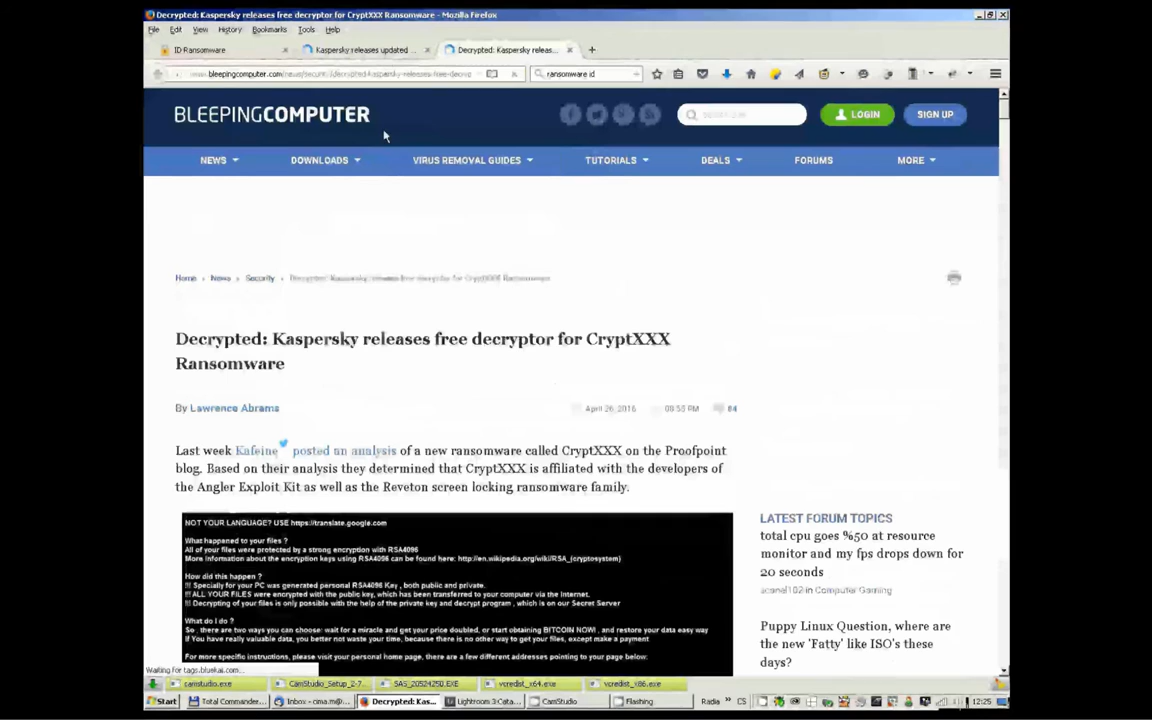 Decrypted: Kaspersky releases free decryptor for CryptXXX Ransomware - Mozilla Firefox
File Edit View History Bookmarks Tools Help
ID Ransomware
Kaspersky releases updated ...
Decrypted: Kaspersky releas...
ransomware id
BLEEPINGCOMPUTER
LOGIN
SIGN UP
NEWS
DOWNLOADS
VIRUS REMOVAL GUIDES
TUTORIALS
DEALS
FORUMS
MORE
Home › News › Security › Decrypted: Kaspersky releases free decryptor for CryptXXX Ransomware
Decrypted: Kaspersky releases free decryptor for CryptXXX
Ransomware
By Lawrence Abrams
April 26, 2016
08:55 PM
84
Last week Kafeine posted an analysis of a new ransomware called CryptXXX on the Proofpoint
blog. Based on their analysis they determined that CryptXXX is affiliated with the developers of
the Angler Exploit Kit as well as the Reveton screen locking ransomware family.
NOT YOUR LANGUAGE? USE https://translate.google.com
What happened to your files ?
All of your files were protected by a strong encryption with RSA4096
More information about the encryption keys using RSA4096 can be found here: http://en.wikipedia.org/wiki/RSA_(cryptosystem)
How did this happen ?
!!! Specially for your PC was generated personal RSA4096 Key , both public and private.
!!! ALL YOUR FILES were encrypted with the public key, which has been transferred to your computer via the Internet.
!!! Decrypting of your files is only possible with the help of the private key and decrypt program , which is on our Secret Server
What do I do ?
So , there are two ways you can choose: wait for a miracle and get your price doubled, or start obtaining BITCOIN NOW! , and restore your data easy way
If You have really valuable data, you better not waste your time, because there is no other way to get your files, except make a payment
For more specific instructions, please visit your personal home page, there are a few different addresses pointing to your page below:
LATEST FORUM TOPICS
total cpu goes %50 at resource
monitor and my fps drops down for
20 seconds
in Computer Gaming
Puppy Linux Question, where are
the new 'Fatty' like ISO's these
days?
Waiting for tags.bluekai.com...
camstudio.exe
CamStudio_Setup_2-7...
SAS_20524250.EXE
vcredist_x64.exe
vcredist_x86.exe
Start
Total Commander...
Inbox - cima.m@...
Decrypted: Kas...
Lightroom 3:Cata...
CamStudio
Flashing
Radia
CS
12:25